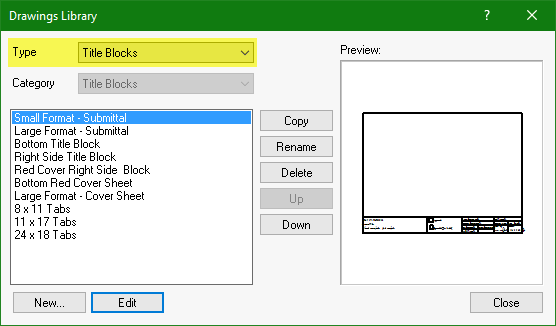 Drawings Library
?
Type
Title Blocks
Category
Title Blocks
Small Format - Submittal
Large Format - Submittal
Bottom Title Block
Right Side Title Block
Red Cover Right Side  Block
Bottom Red Cover Sheet
Large Format - Cover Sheet
8 x 11 Tabs
11 x 17 Tabs
24 x 18 Tabs
Copy
Rename
Delete
Up
Down
Preview:
New...
Edit
Close